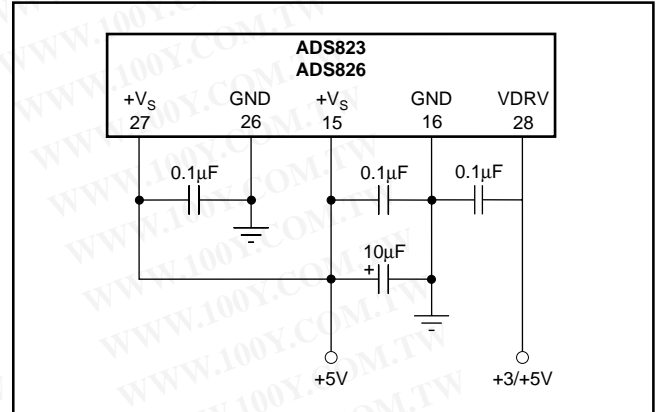 ADS823
ADS826
+VS GND +VS GND VDRV
27 26 15 16 28
0.1µF 0.1µF 0.1µF
10µF
+
+5V +3/+5V
WWW.100Y.COM.TW